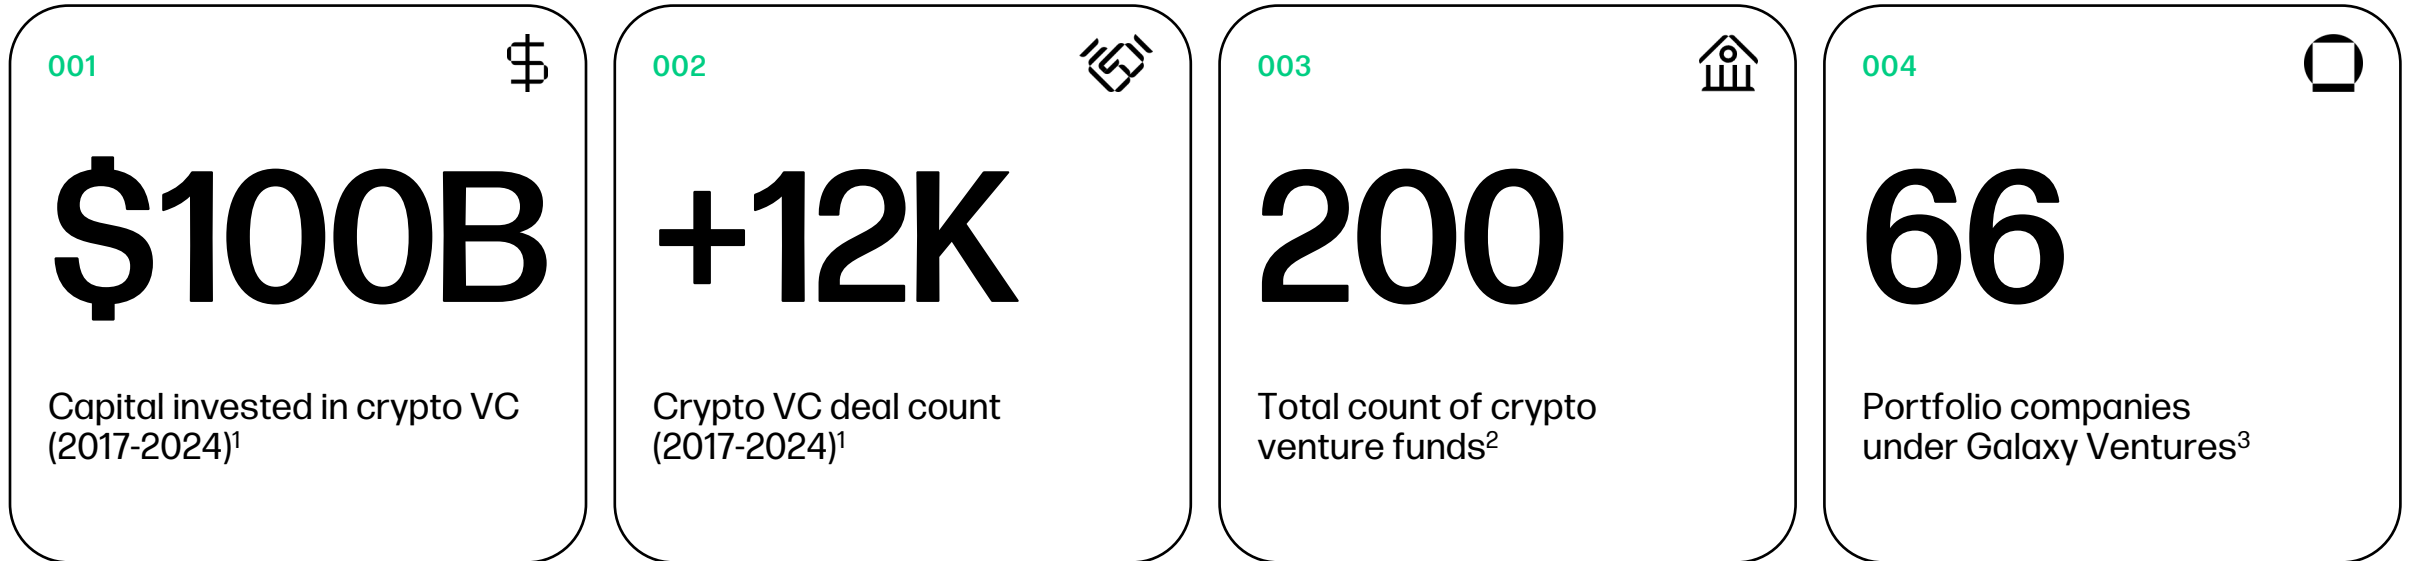 001
$100B
Capital invested in crypto VC
(2017-2024)¹
002
+12K
Crypto VC deal count
(2017-2024)¹
003
200
Total count of crypto
venture funds²
004
66
Portfolio companies
under Galaxy Ventures³